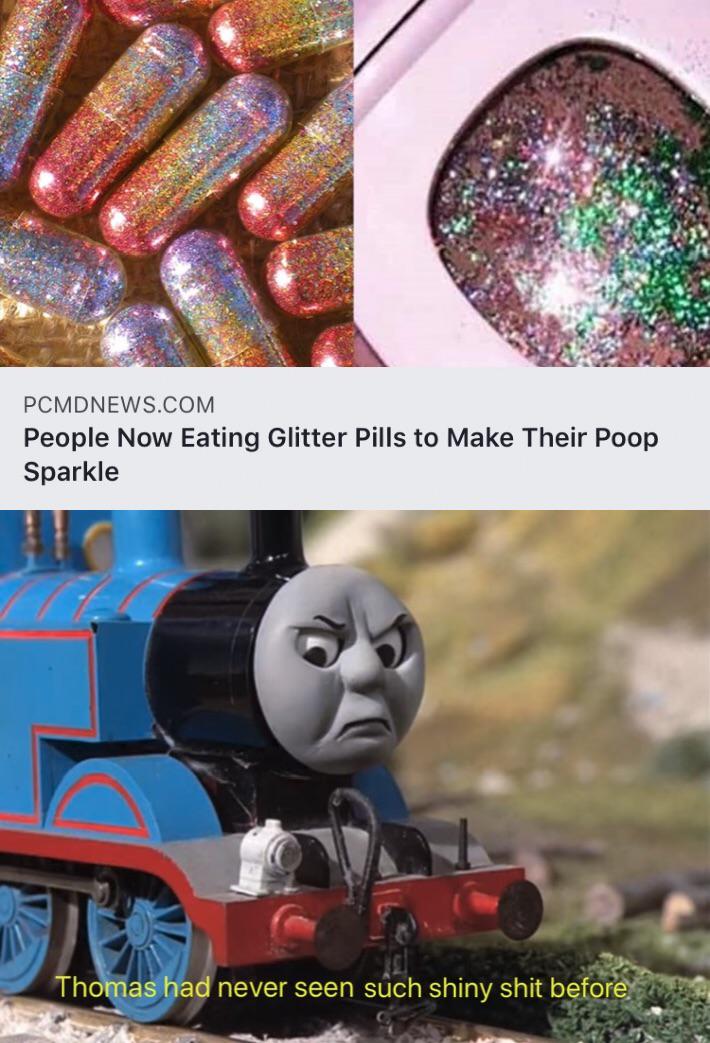 PCMDNEWS.COM
People Now Eating Glitter Pills to Make Their Poop
Sparkle
Thomas had never seen such shiny shit before